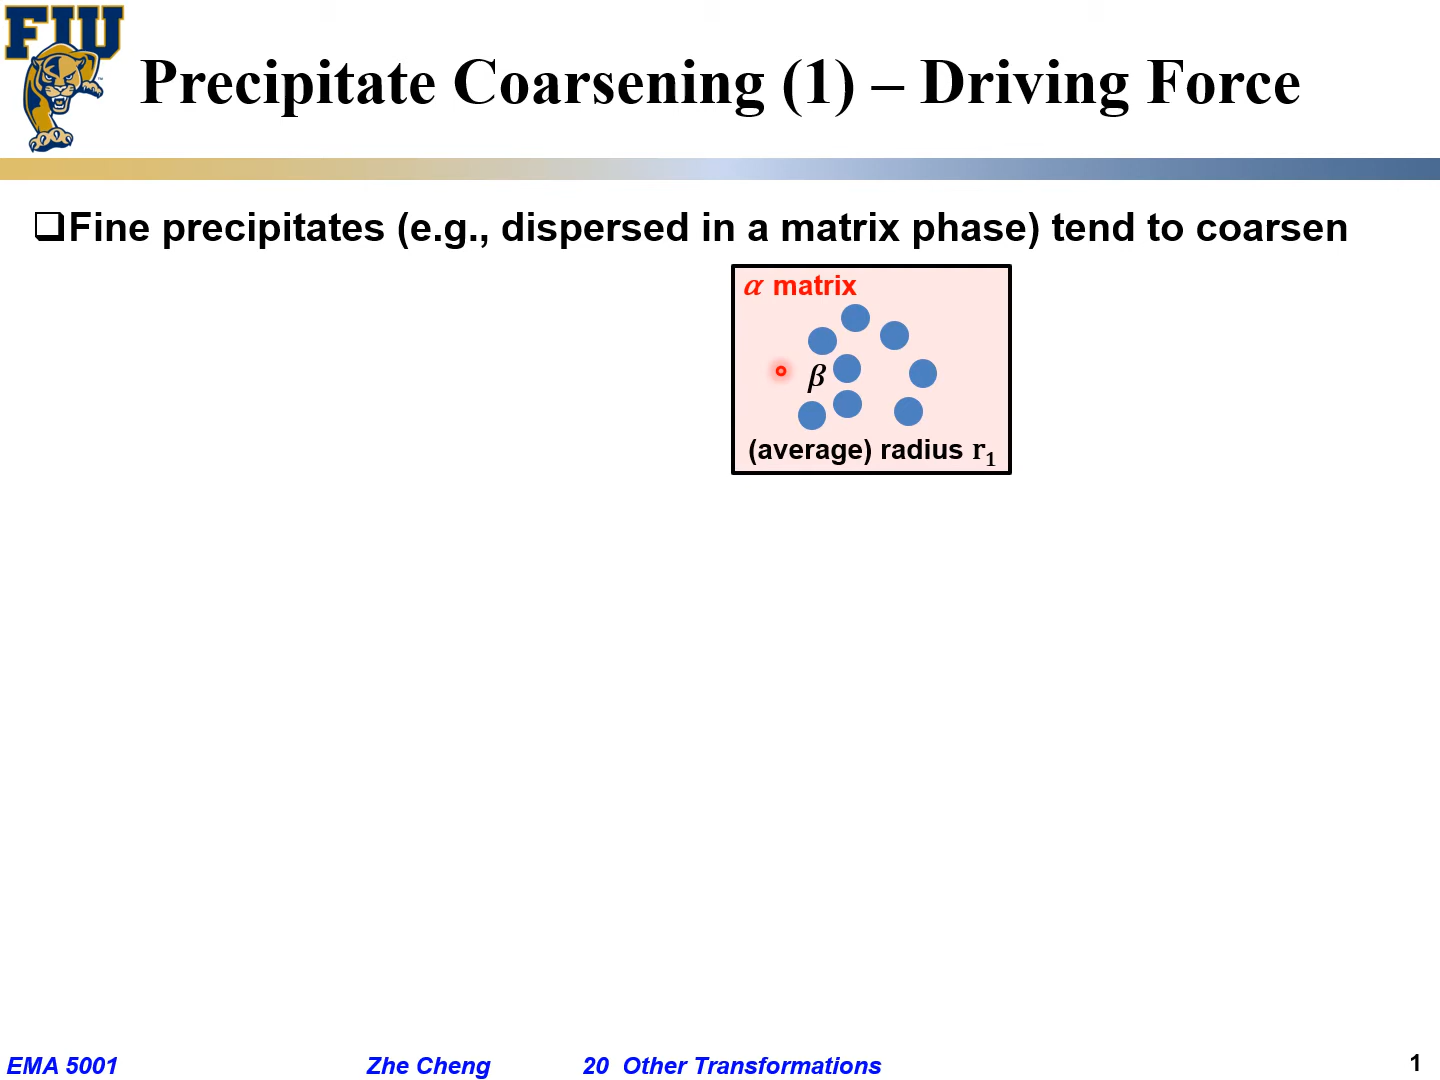 FIU
Precipitate Coarsening (1) – Driving Force
❑Fine precipitates (e.g., dispersed in a matrix phase) tend to coarsen
α matrix
β
(average) radius r₁
EMA 5001 Zhe Cheng 20 Other Transformations 1